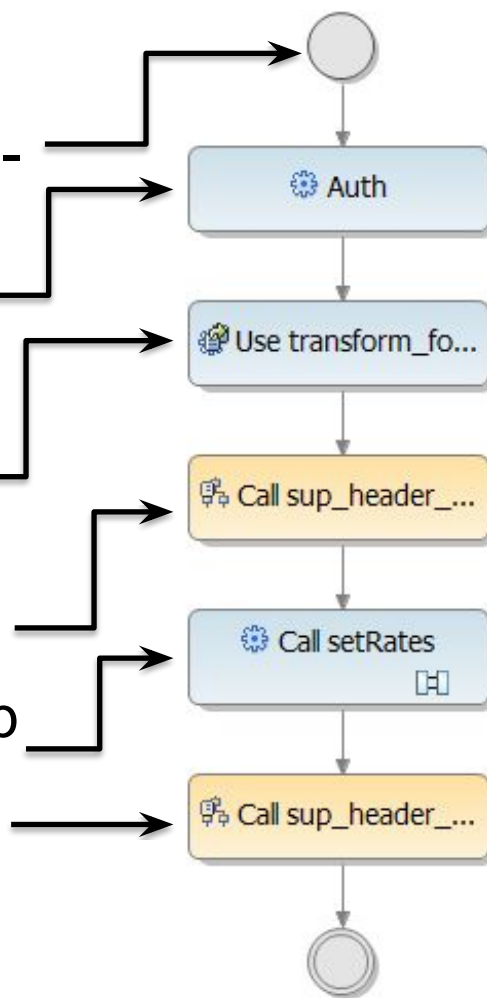 -
Auth
Use transform_fo...
Call sup_header_...
Call setRates
Call sup_header_...